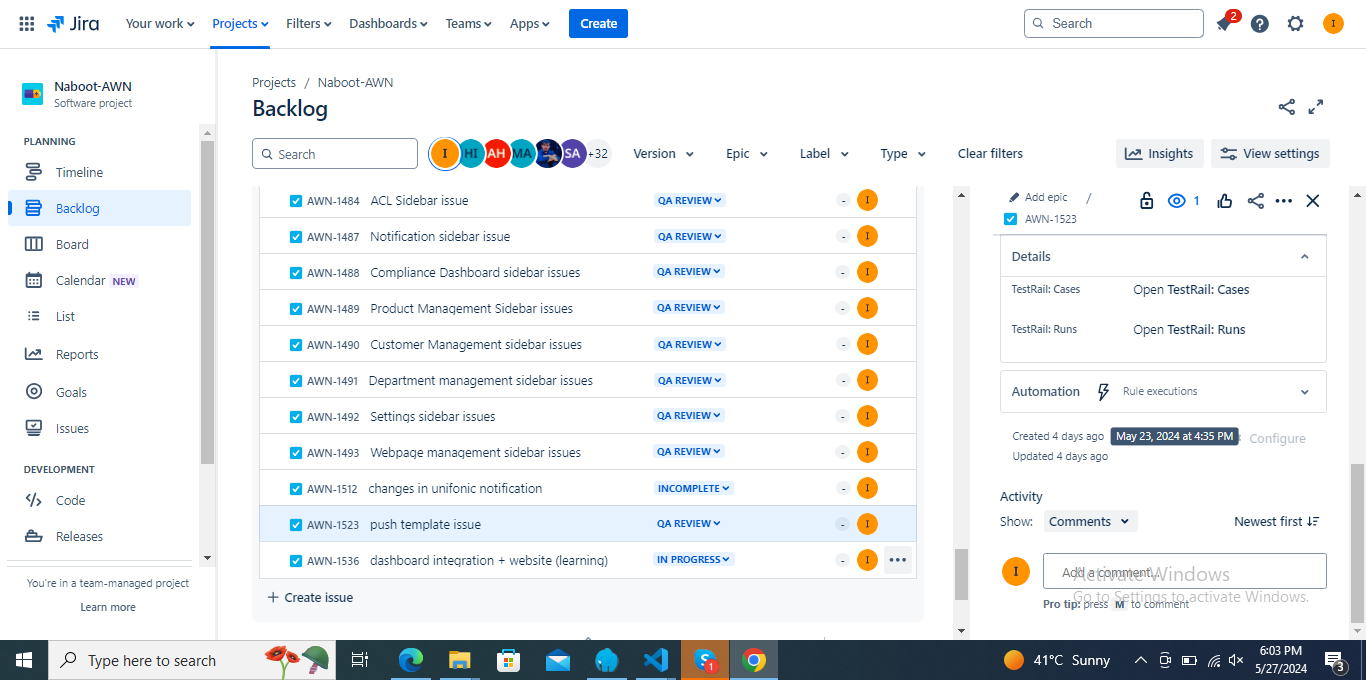 Jira Your work Projects Filters Dashboards Teams Apps Create Search 2 I
Naboot-AWN
Software project
PLANNING
Timeline
Backlog
Board
Calendar NEW
List
Reports
Goals
Issues
DEVELOPMENT
Code
Releases
You're in a team-managed project
Learn more
Projects / Naboot-AWN
Backlog
Search I HI AH MA SA +32 Version Epic Label Type Clear filters Insights View settings
AWN-1484 ACL Sidebar issue QA REVIEW - I
AWN-1487 Notification sidebar issue QA REVIEW - I
AWN-1488 Compliance Dashboard sidebar issues QA REVIEW - I
AWN-1489 Product Management Sidebar issues QA REVIEW - I
AWN-1490 Customer Management sidebar issues QA REVIEW - I
AWN-1491 Department management sidebar issues QA REVIEW - I
AWN-1492 Settings sidebar issues QA REVIEW - I
AWN-1493 Webpage management sidebar issues QA REVIEW - I
AWN-1512 changes in unifonic notification INCOMPLETE - I
AWN-1523 push template issue QA REVIEW - I
AWN-1536 dashboard integration + website (learning) IN PROGRESS - I
+ Create issue
Add epic /
AWN-1523
1
Details
TestRail: Cases Open TestRail: Cases
TestRail: Runs Open TestRail: Runs
Automation Rule executions
Created 4 days ago May 23, 2024 at 4:35 PM Configure
Updated 4 days ago
Activity
Show: Comments Newest first
I Add a comment...
Pro tip: press M to comment
Activate Windows
Go to Settings to activate Windows.
Type here to search 1 41°C Sunny 6:03 PM
5/27/2024
3